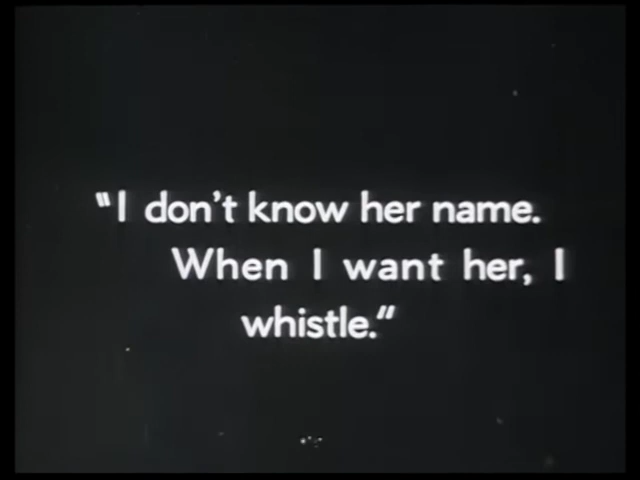 "I don't know her name.
When I want her, I
whistle."